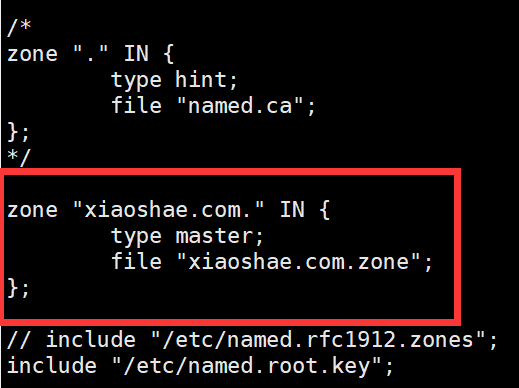 /*
zone "." IN {
        type hint;
        file "named.ca";
};
*/
zone "xiaoshae.com." IN {
        type master;
        file "xiaoshae.com.zone";
};
// include "/etc/named.rfc1912.zones";
include "/etc/named.root.key";